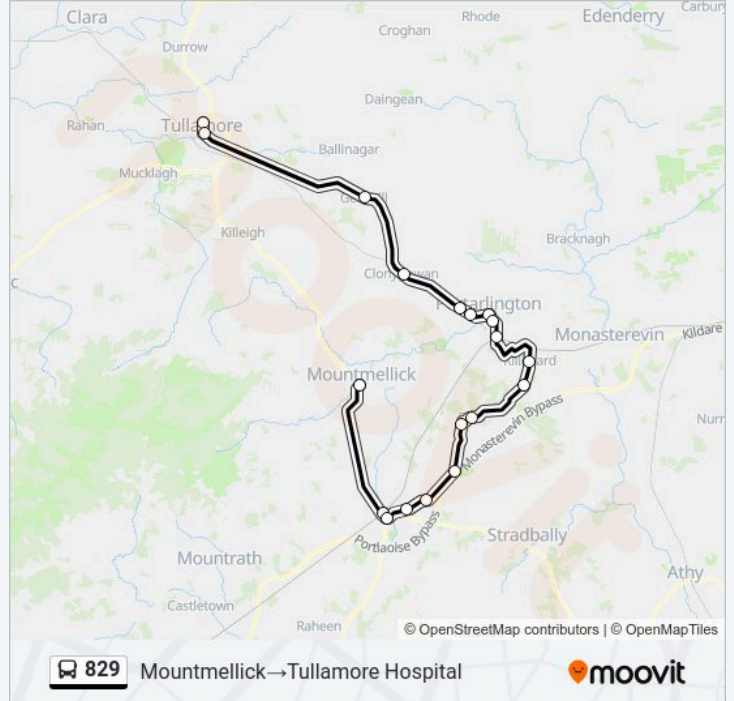 Clara
Rhode
Edenderry
Carbury
Croghan
Durrow
Daingean
Rahan
Tullamore
Ballinagar
Mucklagh
Killeigh
Bracknagh
Monasterevin
Kildare
Mountmellick
Monasterevin Bypass
Portlaoise Bypass
Stradbally
Mountrath
Athy
Castletown
Raheen
© OpenStreetMap contributors | © OpenMapTiles
829 Mountmellick→Tullamore Hospital
moovit